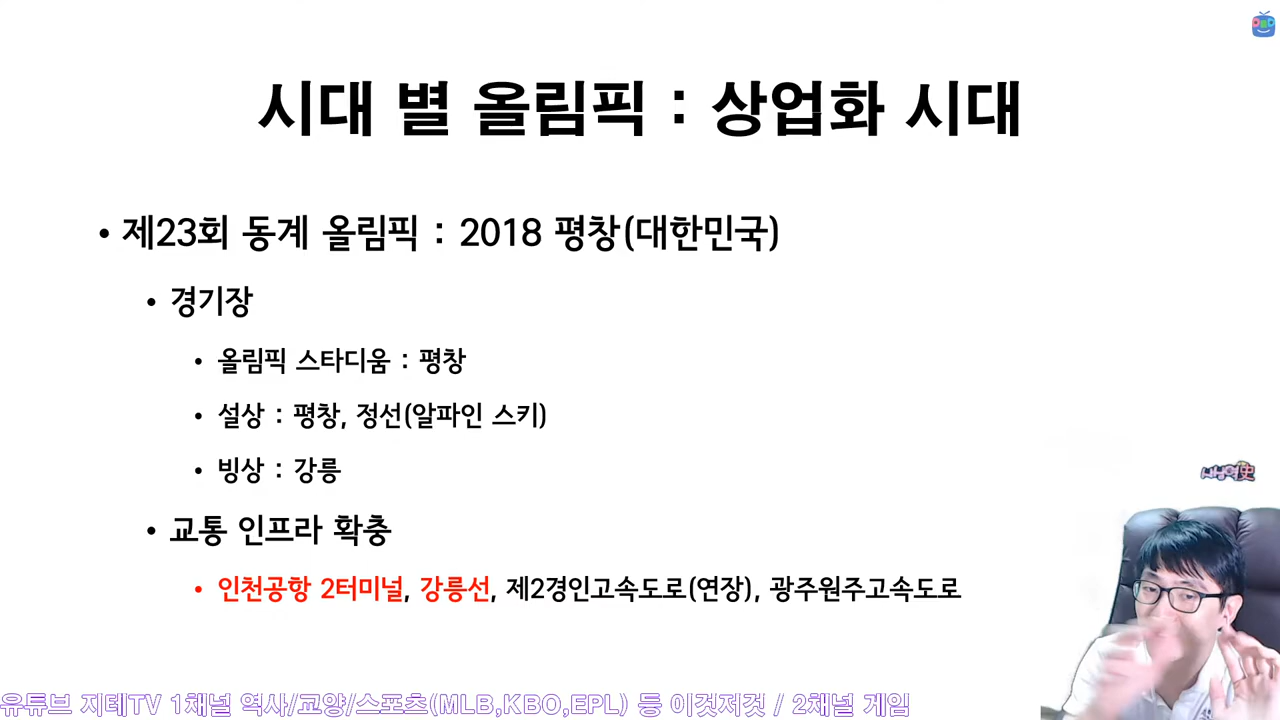 시대 별 올림픽 : 상업화 시대
• 제23회 동계 올림픽 : 2018 평창(대한민국)
• 경기장
• 올림픽 스타디움 : 평창
• 설상 : 평창, 정선(알파인 스키)
• 빙상 : 강릉
• 교통 인프라 확충
• 인천공항 2터미널, 강릉선, 제2경인고속도로(연장), 광주원주고속도로
유튜브 지테TV 1채널 역사/교양/스포츠(MLB,KBO,EPL) 등 이것저것 / 2채널 게임